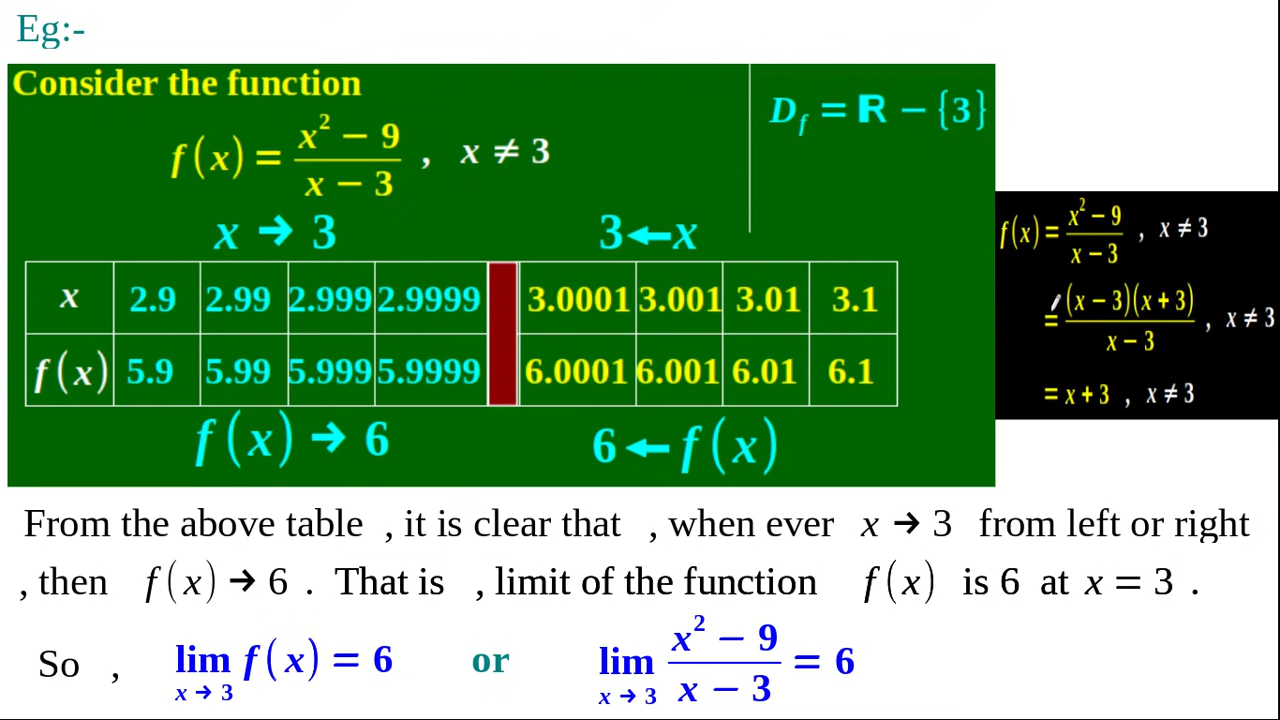 Eg:-
Consider the function
f(x) = (x² − 9)/(x − 3) , x ≠ 3
D_f = ℝ − {3}
x → 3
3 ← x
x 2.9 2.99 2.999 2.9999 3.0001 3.001 3.01 3.1
f(x) 5.9 5.99 5.999 5.9999 6.0001 6.001 6.01 6.1
f(x) → 6
6 ← f(x)
f(x) = (x² − 9)/(x − 3) , x ≠ 3
= (x − 3)(x + 3)/(x − 3) , x ≠ 3
= x + 3 , x ≠ 3
From the above table , it is clear that , when ever x → 3 from left or right
, then f(x) → 6 . That is , limit of the function f(x) is 6 at x = 3 .
So , lim x → 3 f(x) = 6 or lim x → 3 (x² − 9)/(x − 3) = 6